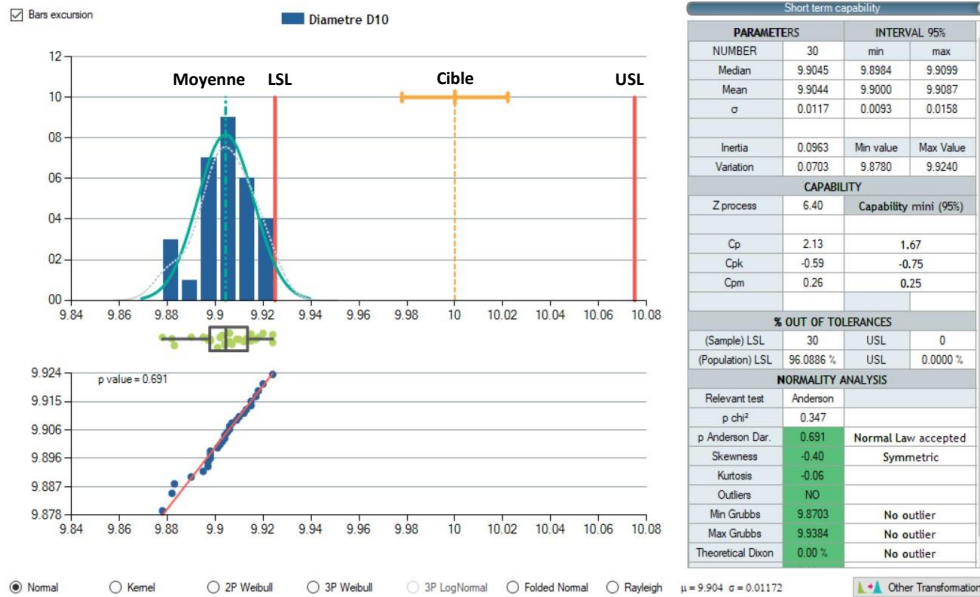 Bars excursion
Diametre D10
Moyenne LSL Cible USL
12
10
08
06
04
02
00
9.84 9.86 9.88 9.9 9.92 9.94 9.96 9.98 10 10.02 10.04 10.06 10.08
p value = 0.691
9.924
9.915
9.906
9.896
9.887
9.878
9.84 9.86 9.88 9.9 9.92 9.94 9.96 9.98 10 10.02 10.04 10.06 10.08
Normal Kernel 2P Weibull 3P Weibull 3P LogNormal Folded Normal Rayleigh μ = 9.904 σ = 0.01172
Short term capability
PARAMETERS INTERVAL 95%
NUMBER 30 min max
Median 9.9045 9.8984 9.9099
Mean 9.9044 9.9000 9.9087
σ 0.0117 0.0093 0.0158
Inertia 0.0963 Min value Max Value
Variation 0.0703 9.8780 9.9240
CAPABILITY
Z process 6.40 Capability mini (95%)
Cp 2.13 1.67
Cpk -0.59 -0.75
Cpm 0.26 0.25
% OUT OF TOLERANCES
(Sample) LSL 30 USL 0
(Population) LSL 96.0886 % USL 0.0000 %
NORMALITY ANALYSIS
Relevant test Anderson
p chi² 0.347
p Anderson Dar. 0.691 Normal Law accepted
Skewness -0.40 Symmetric
Kurtosis -0.06
Outliers NO
Min Grubbs 9.8703 No outlier
Max Grubbs 9.9384 No outlier
Theoretical Dixon 0.00 % No outlier
Other Transformation